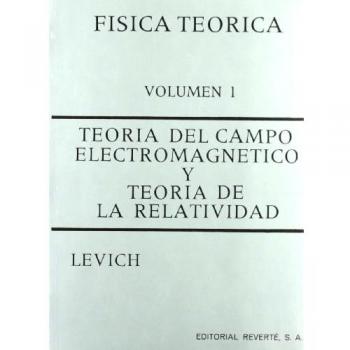 FISICA TEORICA
VOLUMEN 1
TEORIA DEL CAMPO
ELECTROMAGNETICO
Y
TEORIA DE
LA RELATIVIDAD
LEVICH
EDITORIAL REVERTÉ, S. A.